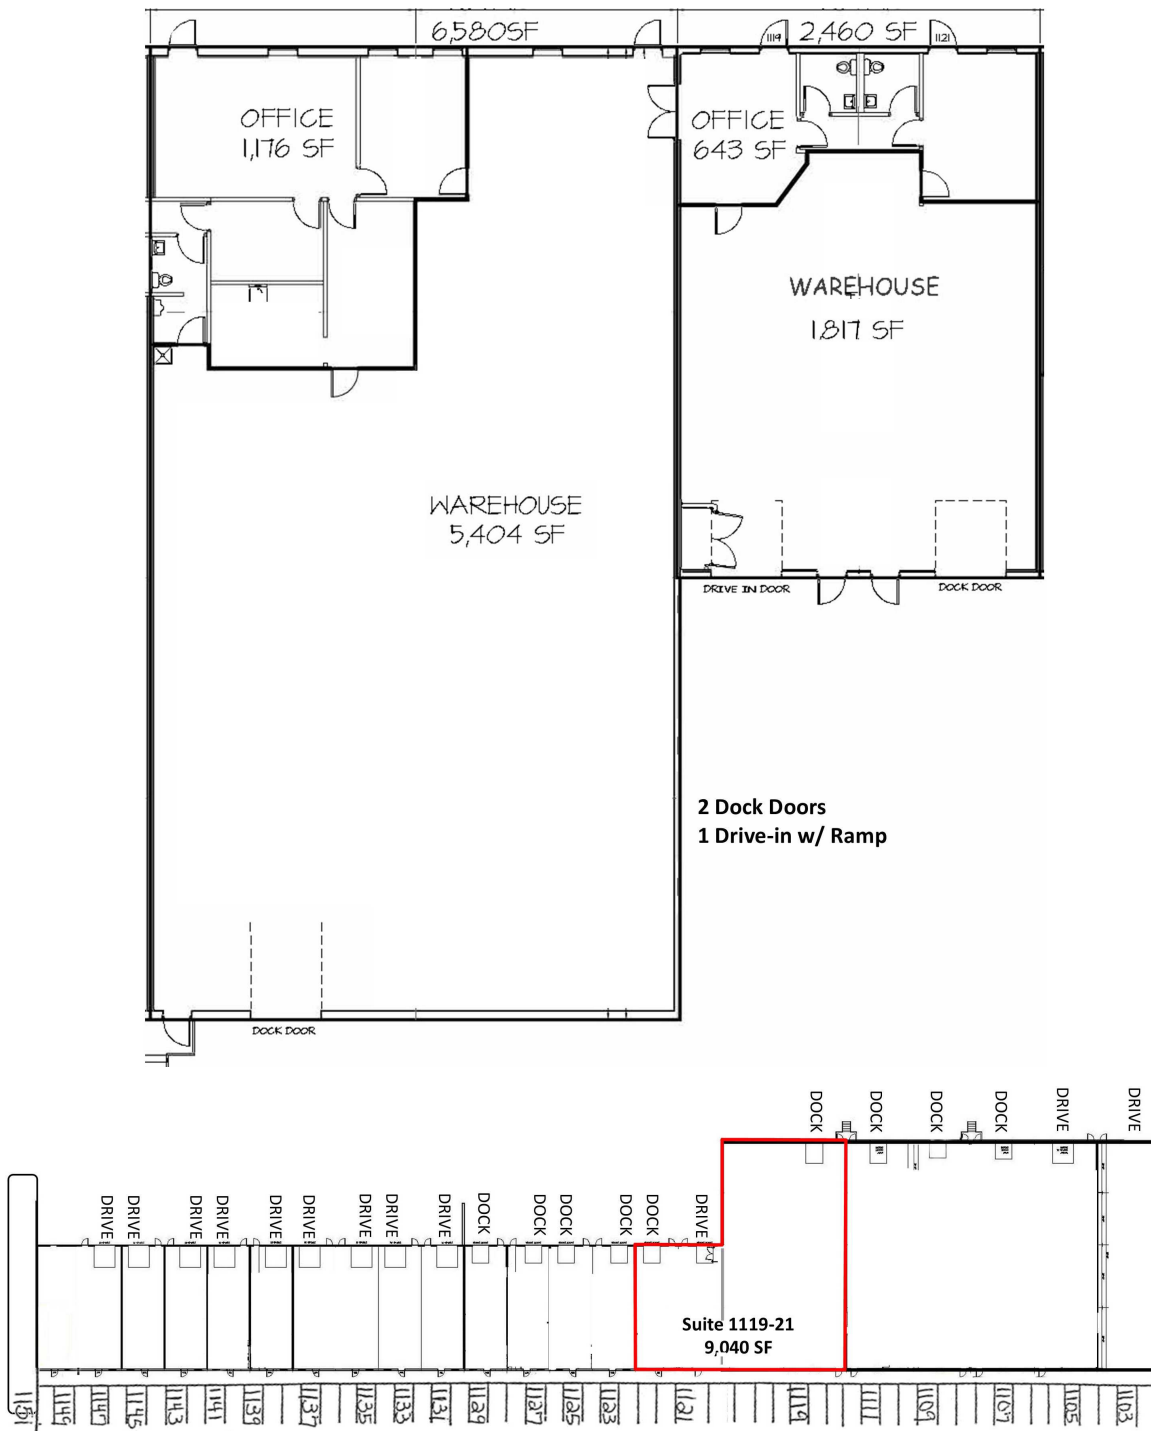 6,580SF
1119
2,460 SF
1121
OFFICE
1,176 SF
OFFICE
643 SF
WAREHOUSE
1,817 SF
WAREHOUSE
5,404 SF
DRIVE IN DOOR
DOCK DOOR
2 Dock Doors
1 Drive-in w/ Ramp
DOCK DOOR
DOCK
DOCK
DOCK
DOCK
DRIVE
DRIVE
DRIVE
DRIVE
DRIVE
DRIVE
DRIVE
DRIVE
DRIVE
DRIVE
DRIVE
DOCK
DOCK
DOCK
DOCK
DOCK
DRIVE
Suite 1119-21
9,040 SF
1151
1149
1147
1145
1143
1141
1139
1137
1135
1133
1131
1129
1127
1125
1123
1121
1119
1111
1109
1107
1105
1103